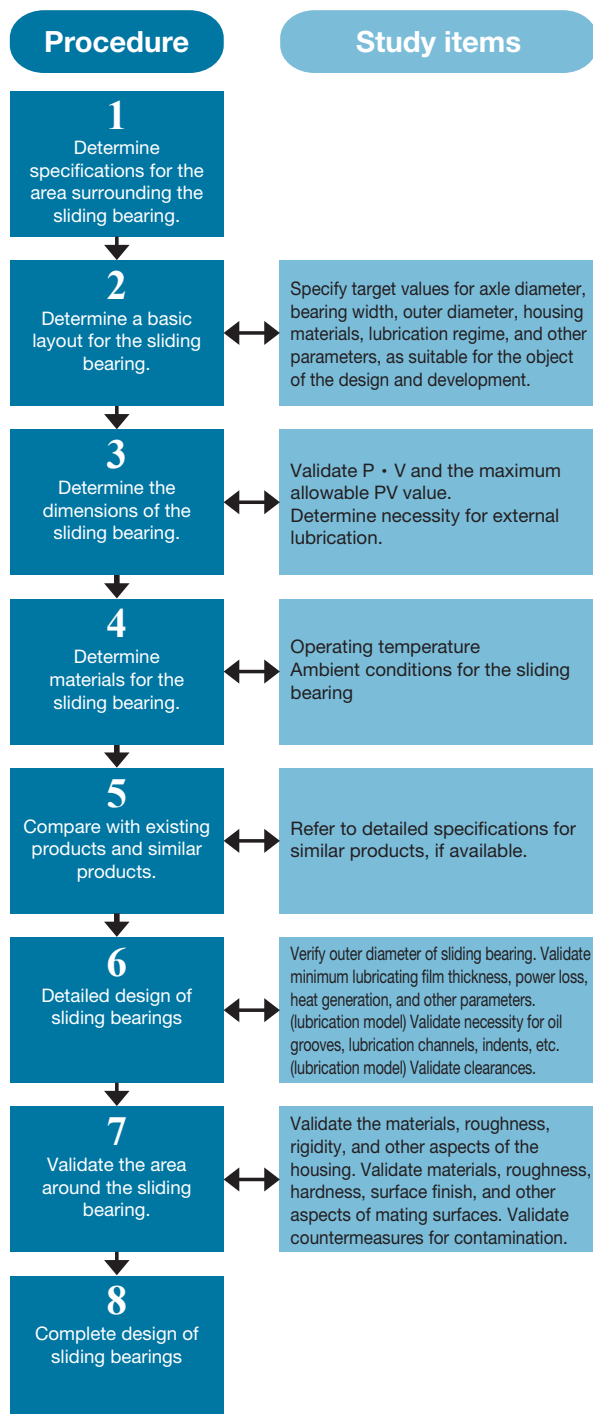 Procedure
Study items
1
Determine
specifications for the
area surrounding the
sliding bearing.
2
Determine a basic
layout for the sliding
bearing.
Specify target values for axle diameter,
bearing width, outer diameter, housing
materials, lubrication regime, and other
parameters, as suitable for the object
of the design and development.
3
Determine the
dimensions of the
sliding bearing.
Validate P・V and the maximum
allowable PV value.
Determine necessity for external
lubrication.
4
Determine
materials for the
sliding bearing.
Operating temperature
Ambient conditions for the sliding
bearing
5
Compare with existing
products and similar
products.
Refer to detailed specifications for
similar products, if available.
6
Detailed design of
sliding bearings
Verify outer diameter of sliding bearing. Validate
minimum lubricating film thickness, power loss,
heat generation, and other parameters.
(lubrication model) Validate necessity for oil
grooves, lubrication channels, indents, etc.
(lubrication model) Validate clearances.
7
Validate the area
around the sliding
bearing.
Validate the materials, roughness,
rigidity, and other aspects of the
housing. Validate materials, roughness,
hardness, surface finish, and other
aspects of mating surfaces. Validate
countermeasures for contamination.
8
Complete design of
sliding bearings